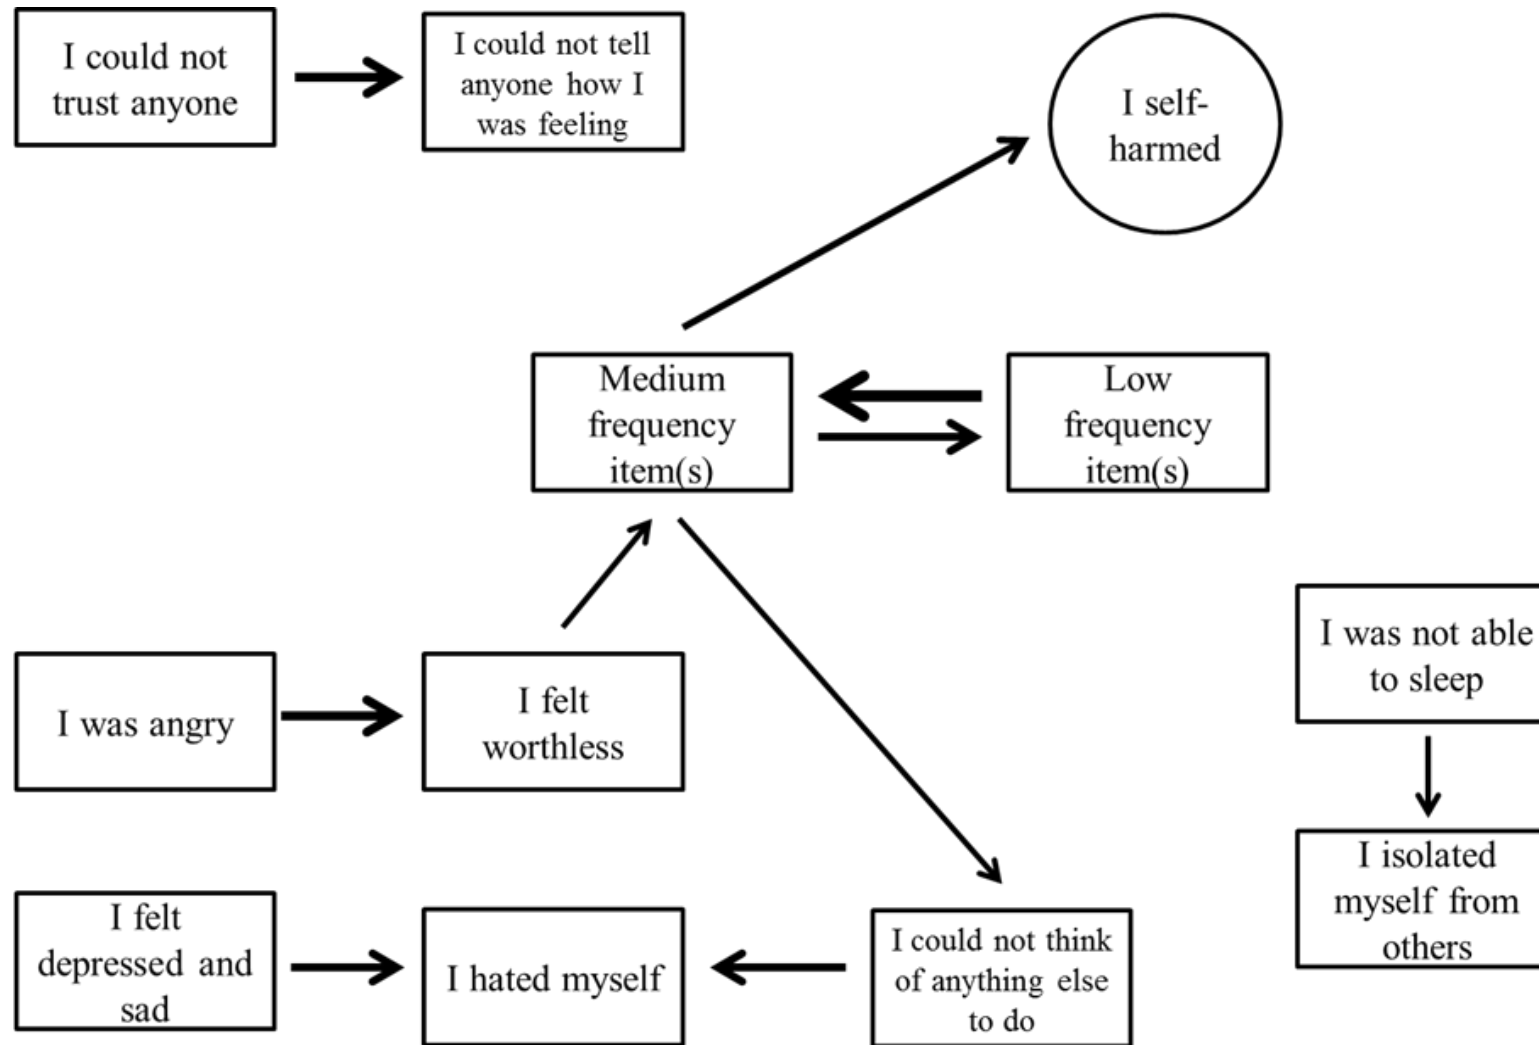 I could not
trust anyone
I could not tell
anyone how I
was feeling
I self-
harmed
Medium
frequency
item(s)
Low
frequency
item(s)
I was not able
to sleep
I was angry
I felt
worthless
I isolated
myself from
others
I felt
depressed and
sad
I hated myself
I could not think
of anything else
to do